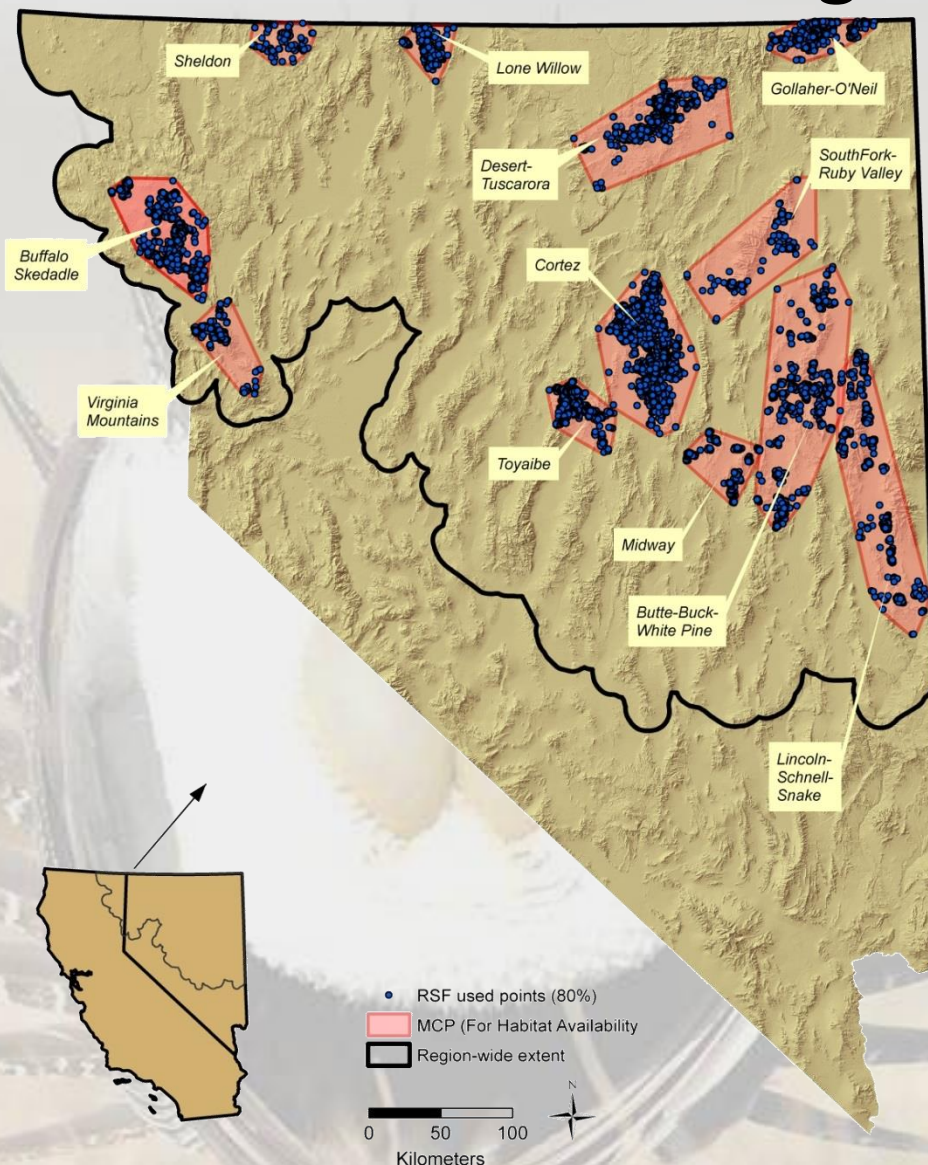 Sheldon
Lone Willow
Gollaher-O'Neil
Desert-
Tuscarora
SouthFork-
Ruby Valley
Buffalo
Skedadle
Cortez
Virginia
Mountains
Toyaibe
Midway
Butte-Buck-
White Pine
Lincoln-
Schnell-
Snake
RSF used points (80%)
MCP (For Habitat Availability
Region-wide extent
N
0 50 100
Kilometers